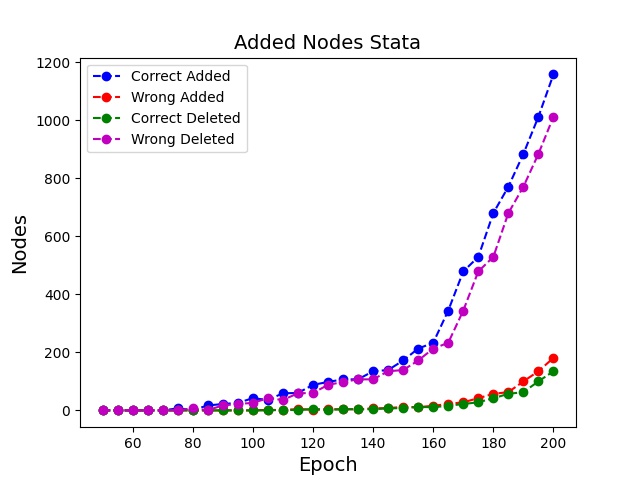 Added Nodes Stata
Correct Added
Wrong Added
Correct Deleted
Wrong Deleted
Nodes
1200
1000
800
600
400
200
0
60 80 100 120 140 160 180 200
Epoch